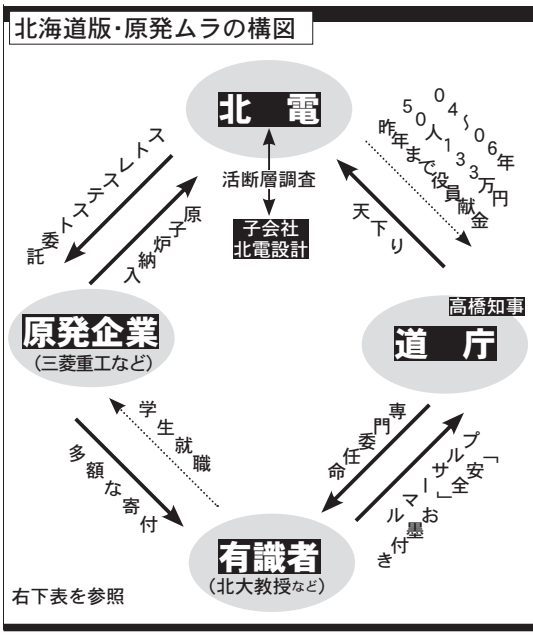 北海道版・原発ムラの構図
北　電
活断層調査
子会社
北電設計
ストレステスト
委託
原子炉納入
04〜06年
50人133万円
昨年まで役員献金
天下り
原発企業
(三菱重工など)
高橋知事
道　庁
学生就職
多額な寄付
専門委任命
プルサーマル
「安全」お墨付き
有識者
(北大教授など)
右下表を参照